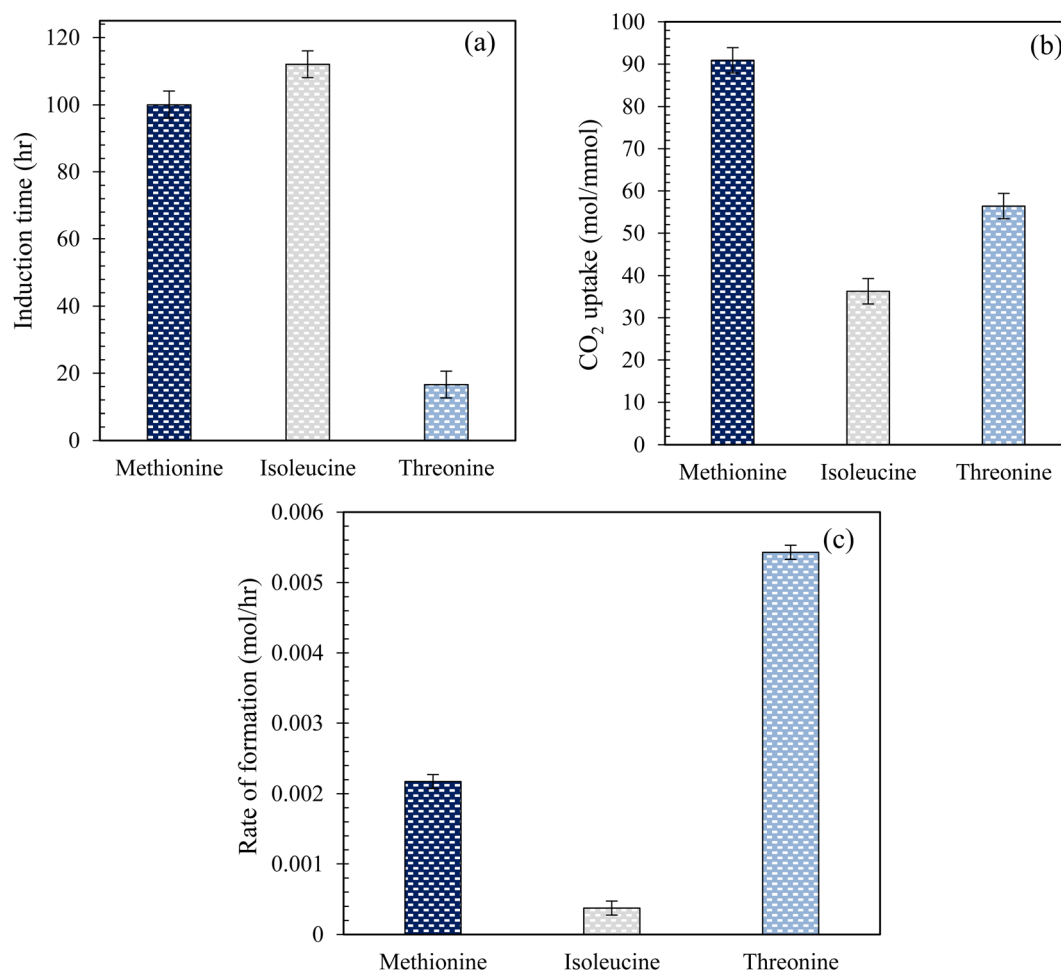 (a)
Induction time (hr)
120
100
80
60
40
20
0
Methionine Isoleucine Threonine
(b)
CO₂ uptake (mol/mmol)
100
90
80
70
60
50
40
30
20
10
0
Methionine Isoleucine Threonine
(c)
Rate of formation (mol/hr)
0.006
0.005
0.004
0.003
0.002
0.001
0
Methionine Isoleucine Threonine